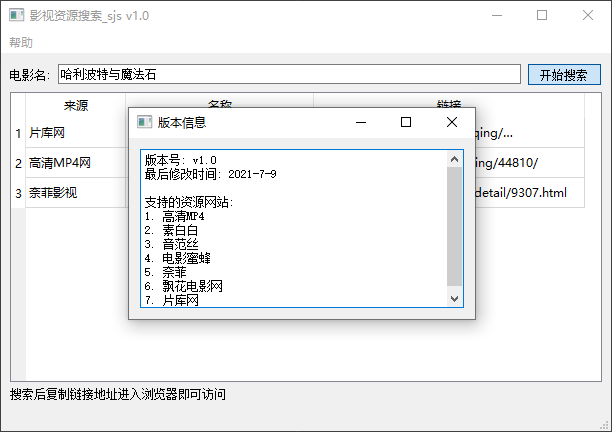 影视资源搜索_sjs v1.0
帮助
电影名: 哈利波特与魔法石 开始搜索
来源 名称 链接
1 片库网 qing/...
2 高清MP4网 ing/44810/
3 奈菲影视 detail/9307.html
版本信息
版本号: v1.0
最后修改时间: 2021-7-9
支持的资源网站:
1. 高清MP4
2. 素白白
3. 音范丝
4. 电影蜜蜂
5. 奈菲
6. 飘花电影网
7. 片库网
搜索后复制链接地址进入浏览器即可访问